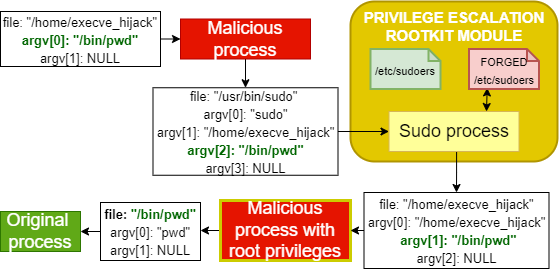 file: "/home/execve_hijack"
argv[0]: "/bin/pwd"
argv[1]: NULL
Malicious
process
PRIVILEGE ESCALATION
ROOTKIT MODULE
/etc/sudoers
FORGED
/etc/sudoers
file: "/usr/bin/sudo"
argv[0]: "sudo"
argv[1]: "/home/execve_hijack"
argv[2]: "/bin/pwd"
argv[3]: NULL
Sudo process
Original
process
file: "/bin/pwd"
argv[0]: "pwd"
argv[1]: NULL
Malicious
process with
root privileges
file: "/home/execve_hijack"
argv[0]: "/home/execve_hijack"
argv[1]: "/bin/pwd"
argv[2]: NULL